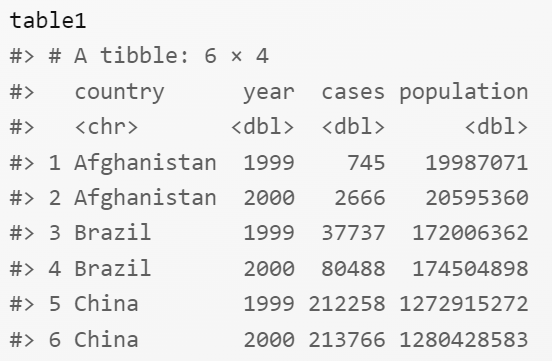 table1
#> # A tibble: 6 × 4
#>   country      year  cases population
#>   <chr>       <dbl>  <dbl>      <dbl>
#> 1 Afghanistan  1999    745   19987071
#> 2 Afghanistan  2000   2666   20595360
#> 3 Brazil       1999  37737  172006362
#> 4 Brazil       2000  80488  174504898
#> 5 China        1999 212258 1272915272
#> 6 China        2000 213766 1280428583